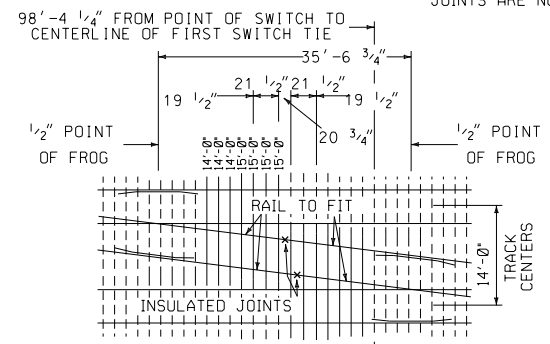 JOINTS ARE NO
98'-4 1/4" FROM POINT OF SWITCH TO
CENTERLINE OF FIRST SWITCH TIE
35'-6 3/4"
21 1/2" 21 1/2"
19 1/2" 19 1/2"
20 3/4"
1/2" POINT
OF FROG
14'-0"
14'-0"
14'-0"
15'-0"
15'-0"
15'-0"
15'-0"
1/2" POINT
OF FROG
RAIL TO FIT
INSULATED JOINTS
14'-0"
TRACK
CENTERS